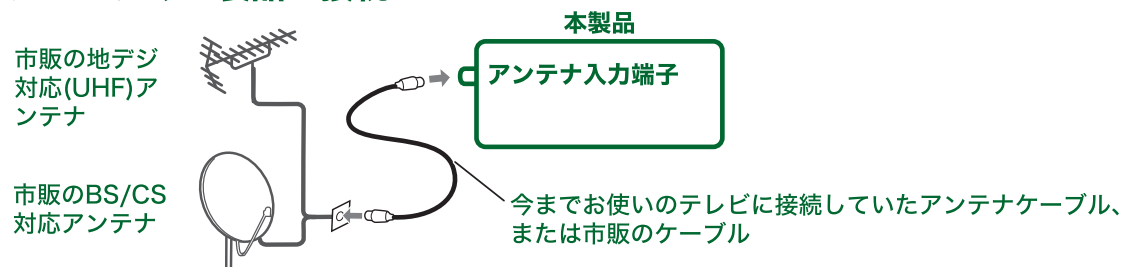 本製品
市販の地デジ
対応(UHF)ア
ンテナ
アンテナ入力端子
市販のBS/CS
対応アンテナ
今までお使いのテレビに接続していたアンテナケーブル、
または市販のケーブル